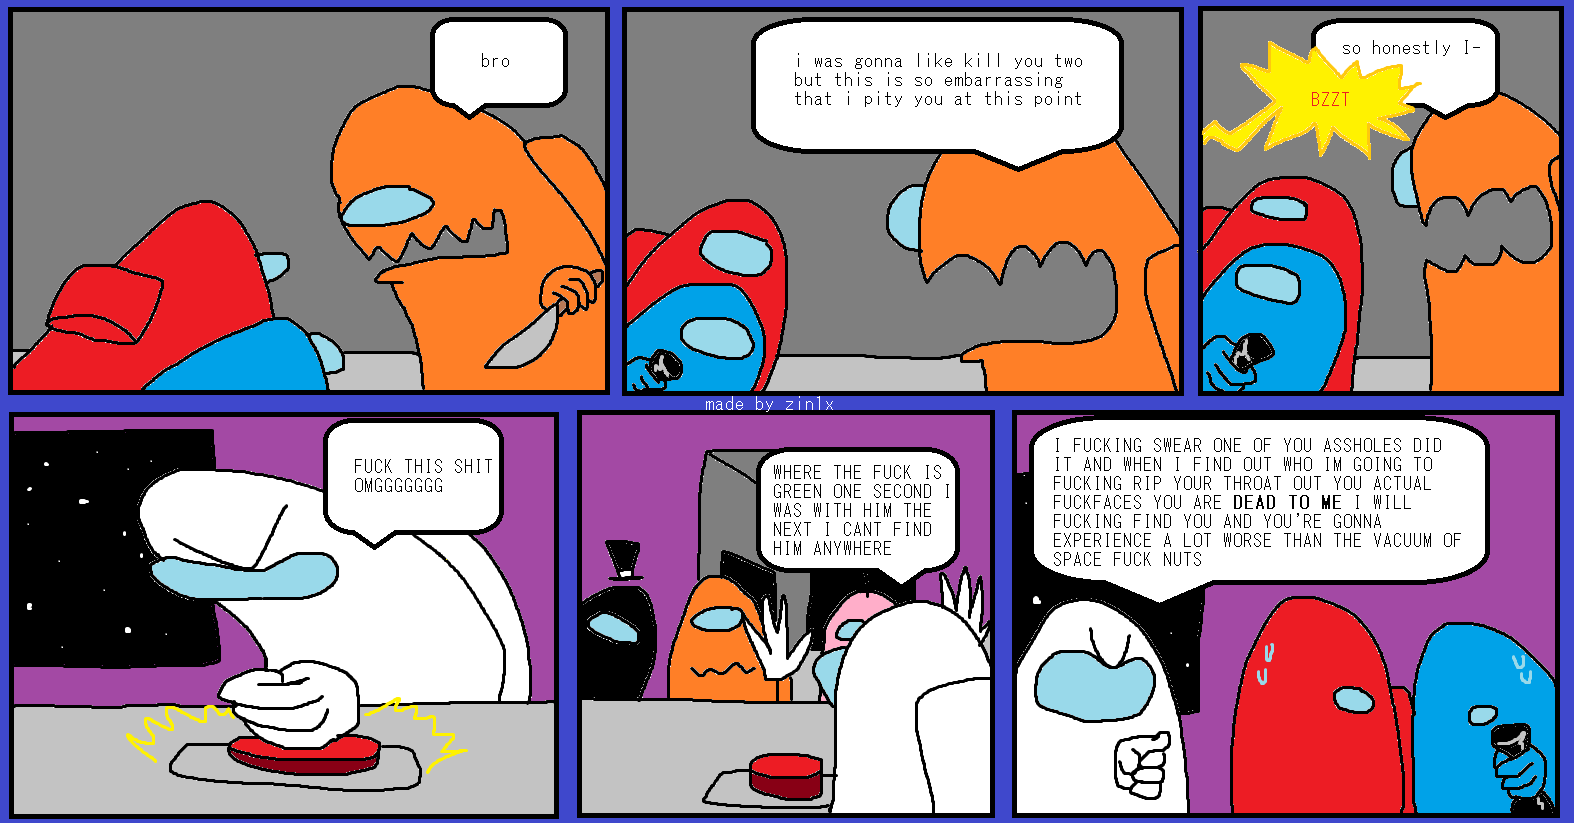 bro
i was gonna like kill you two
but this is so embarrassing
that i pity you at this point
so honestly I-
BZZT
made by zin1x
FUCK THIS SHIT
OMGGGGGGG
WHERE THE FUCK IS
GREEN ONE SECOND I
WAS WITH HIM THE
NEXT I CANT FIND
HIM ANYWHERE
I FUCKING SWEAR ONE OF YOU ASSHOLES DID
IT AND WHEN I FIND OUT WHO IM GOING TO
FUCKING RIP YOUR THROAT OUT YOU ACTUAL
FUCKFACES YOU ARE DEAD TO ME I WILL
FUCKING FIND YOU AND YOU'RE GONNA
EXPERIENCE A LOT WORSE THAN THE VACUUM OF
SPACE FUCK NUTS